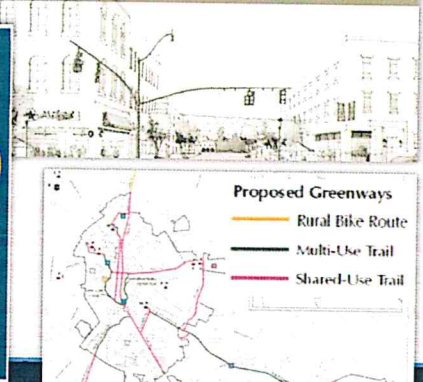 Proposed Greenways
Rural Bike Route
Multi-Use Trail
Shared-Use Trail